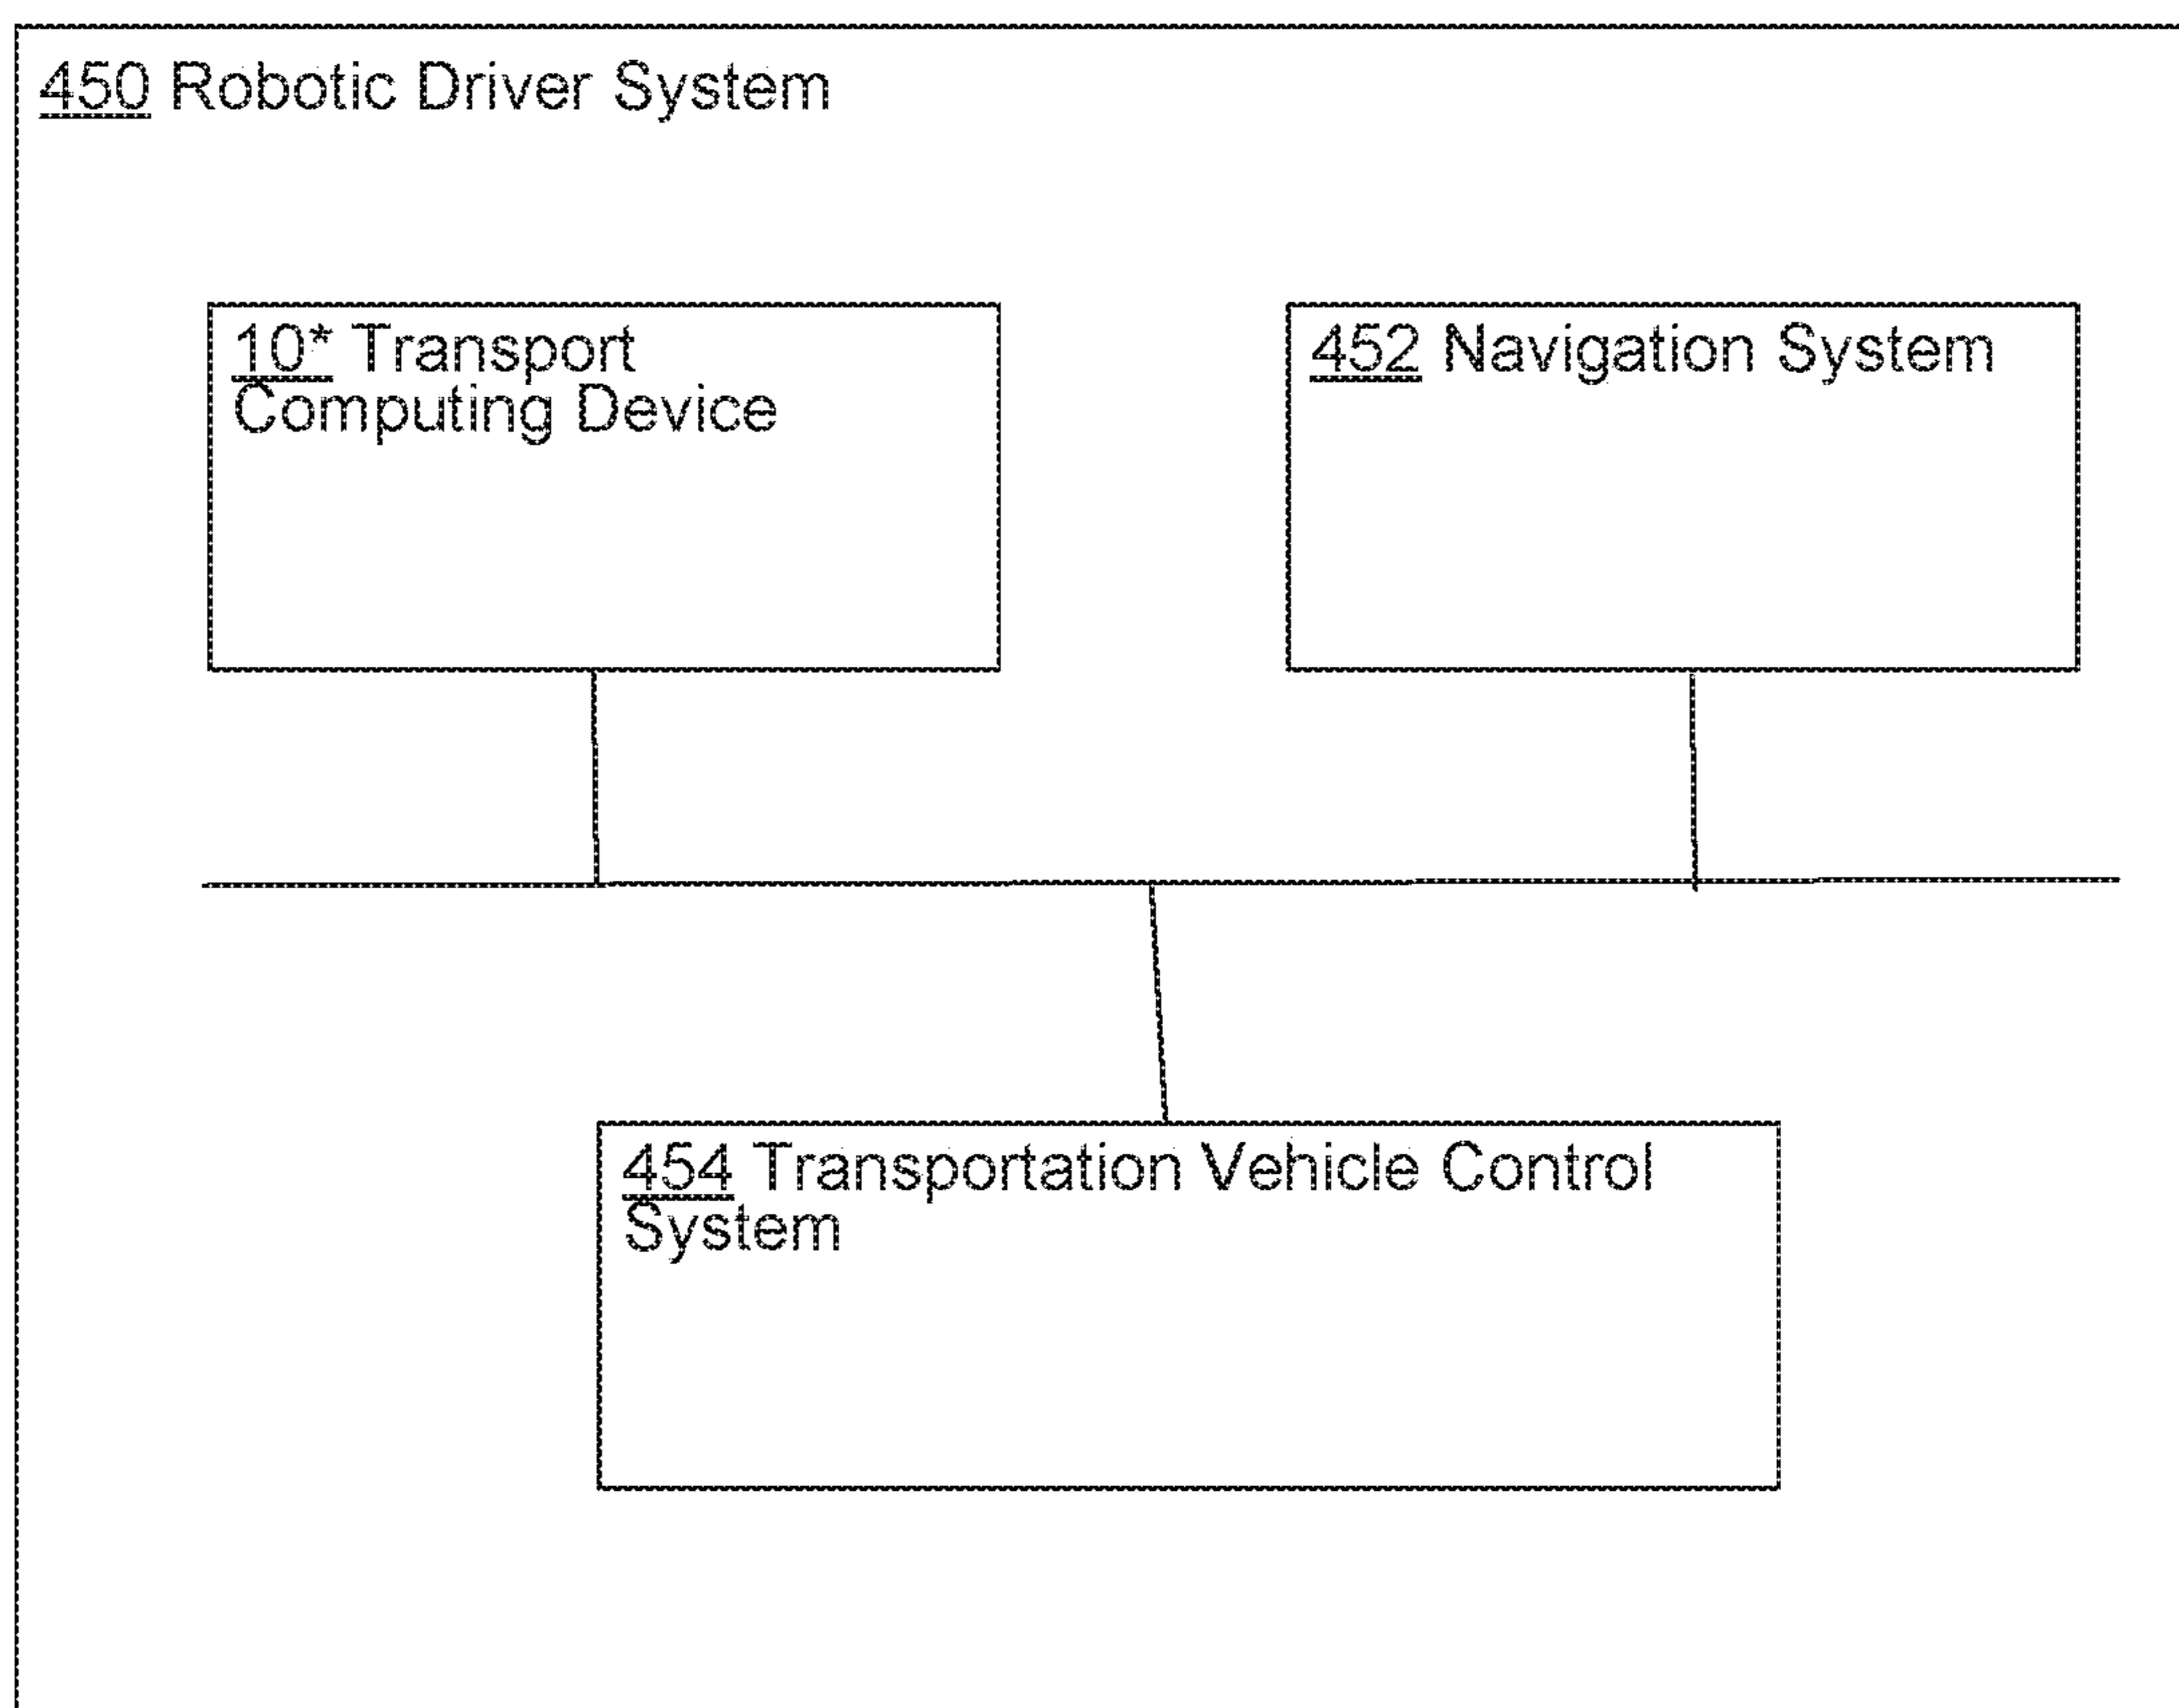 450 Robotic Driver System
10* Transport
Computing Device
452 Navigation System
454 Transportation Vehicle Control
System